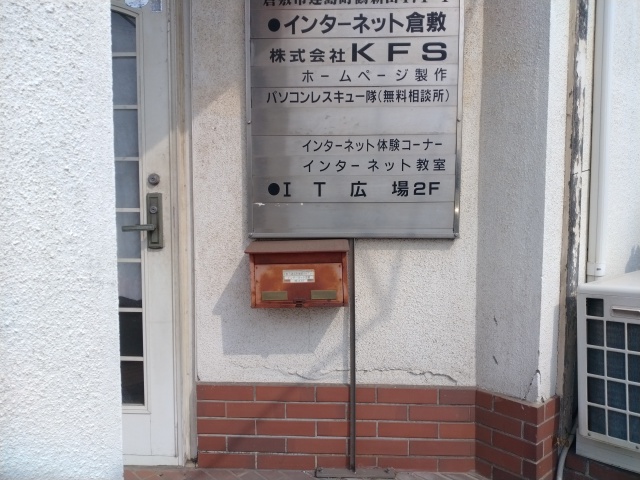 ●インターネット倉敷
株式会社KFS
ホームページ製作
パソコンレスキュー隊(無料相談所)
インターネット体験コーナー
インターネット教室
●IT広場2F